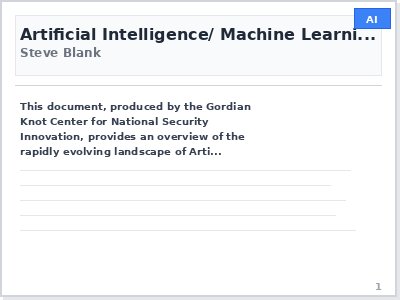 AI
Artificial Intelligence/ Machine Learni...
Steve Blank
This document, produced by the Gordian
Knot Center for National Security
Innovation, provides an overview of the
rapidly evolving landscape of Arti...
1